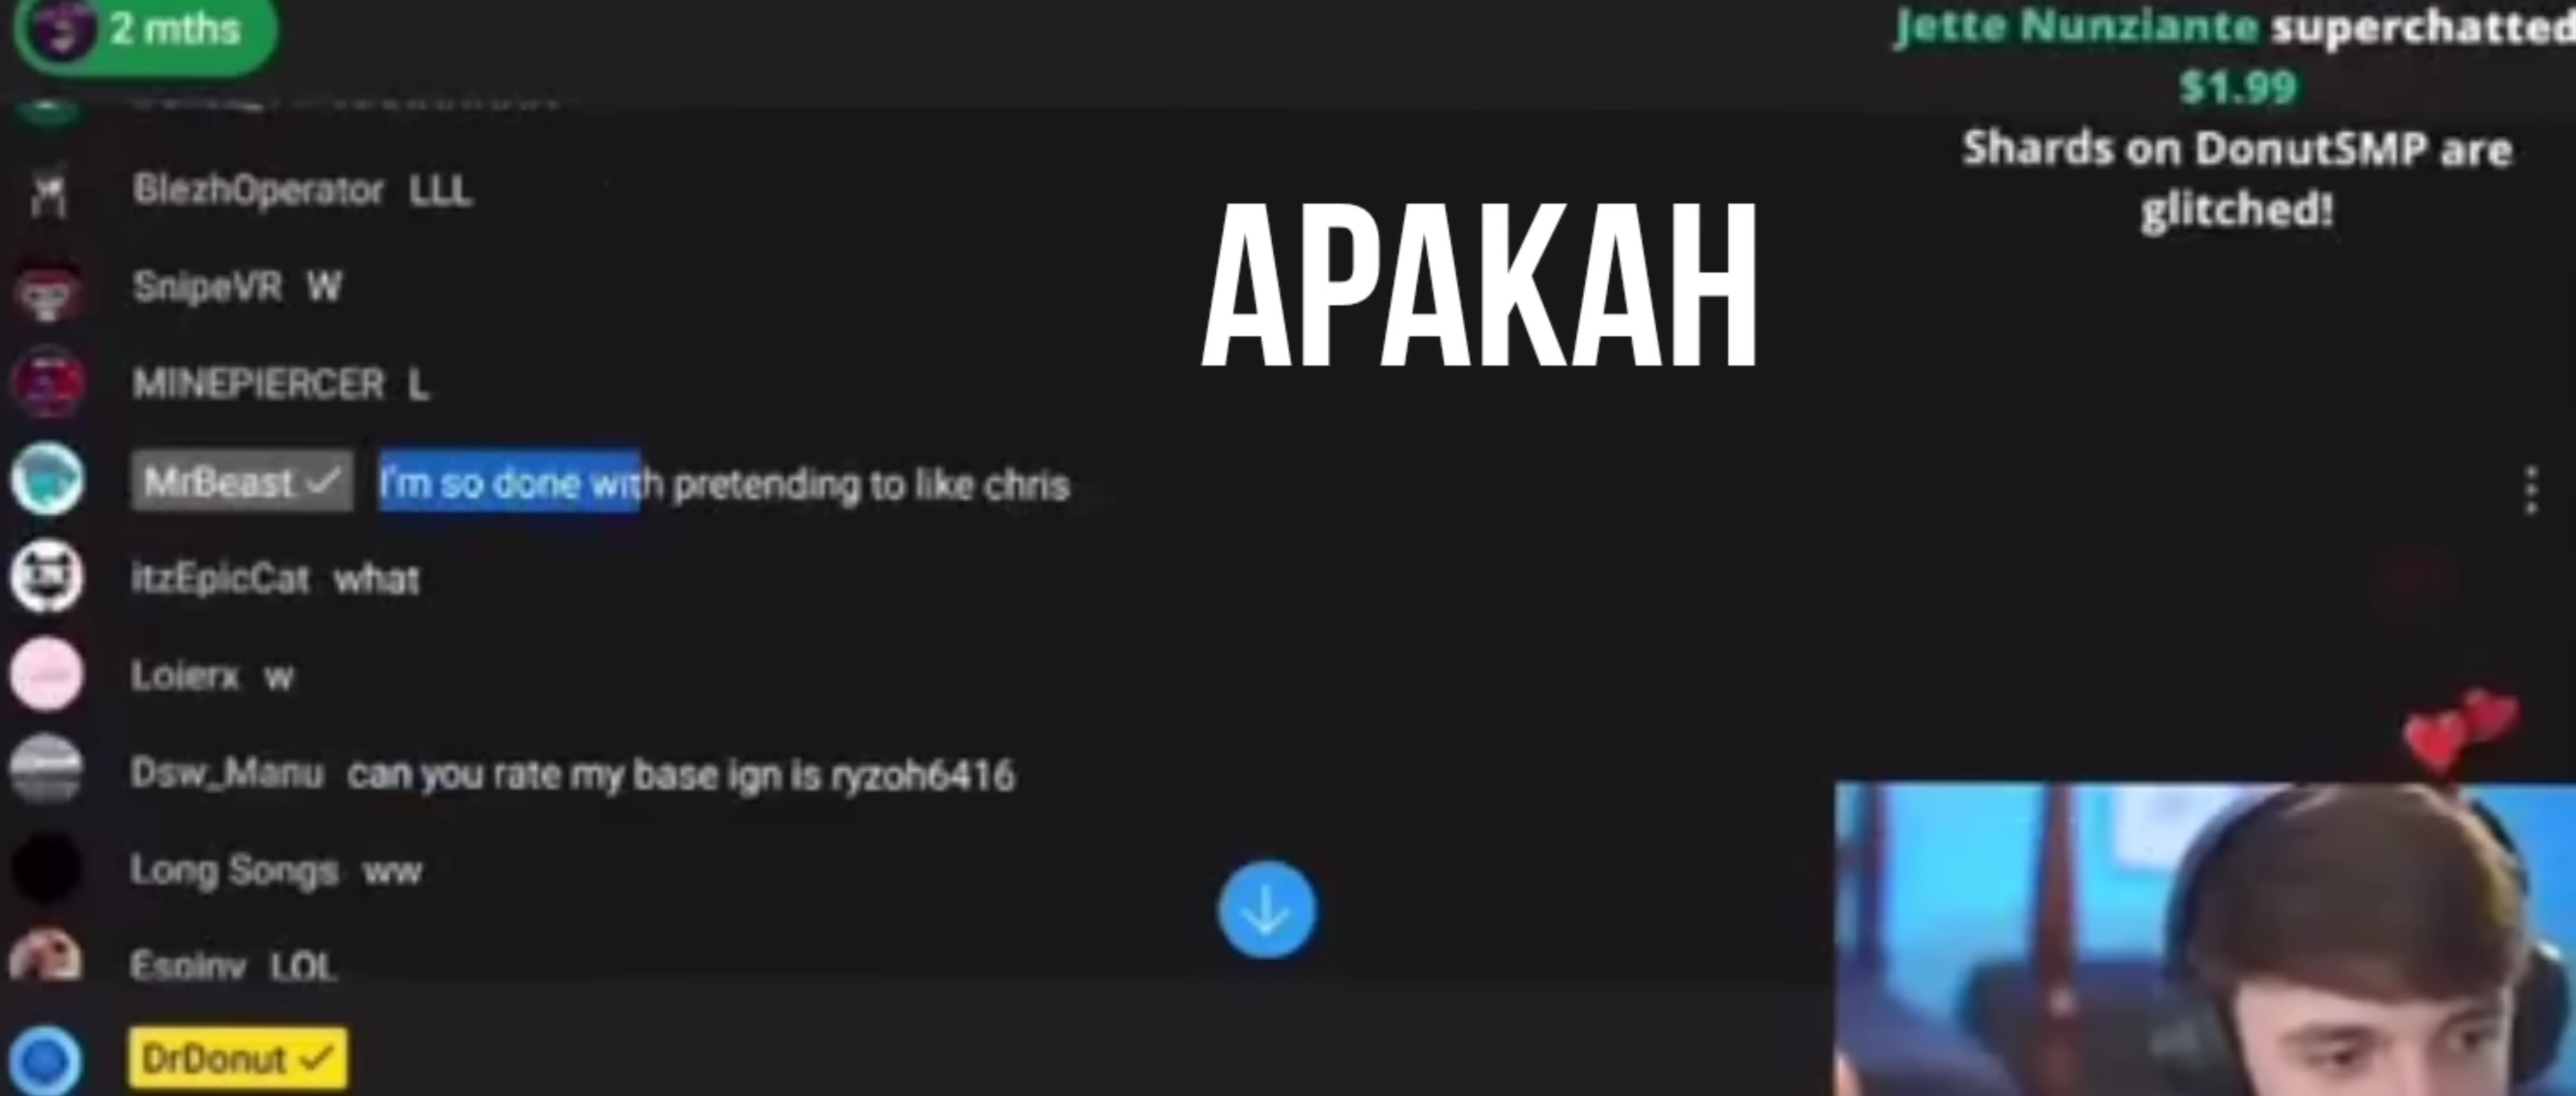 2 mths
Jette Nunziante superchatted
$1.99
Shards on DonutSMP are
glitched!
BlezhOperator LLL
SnipeVR W
APAKAH
MINEPIERCER L
MrBeast I'm so done with pretending to like chris
itzEpicCat what
Loierx w
Dsw_Manu can you rate my base ign is ryzoh6416
Long Songs ww
LOL
DrDonut